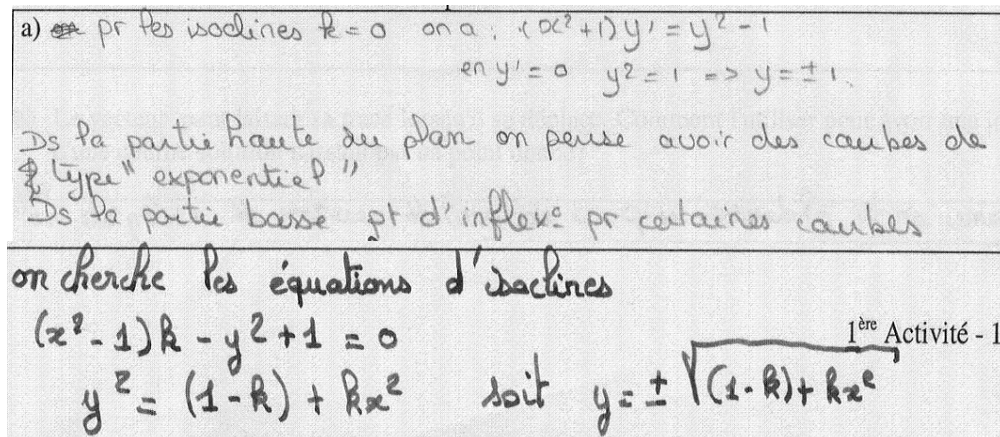 a) pr les isoclines k = 0 on a : (x²+1)y' = y² - 1
en y' = 0 y² = 1 => y = ± 1.
Ds la partie haute du plan on pense avoir des courbes de
type "exponentiel"
Ds la partie basse pt d'inflex° pr certaines courbes
on cherche les équations d'isoclines
(x² - 1)k - y² + 1 = 0
1ère Activité - 1
y² = (1 - k) + kx² soit y = ± √(1-k) + kx²